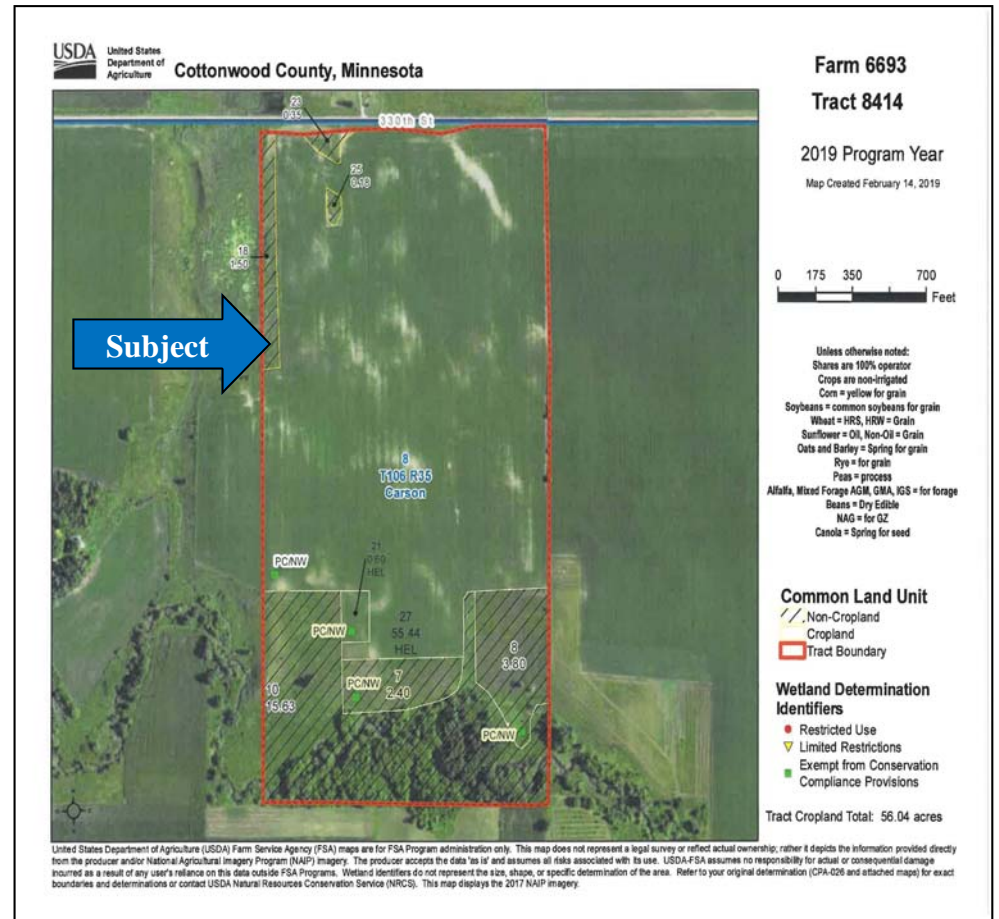 USDA
United States
Department of
Agriculture
Cottonwood County, Minnesota
Farm 6693
Tract 8414
2019 Program Year
Map Created February 14, 2019
23
0.35
330th St
25
0.18
18
1.50
Subject
8
T106 R35
Carson
PC/NW
21
HEL
PC/NW
27
55.44
HEL
8
3.80
7
2.40
PC/NW
10
15.63
PC/NW
0 175 350 700
Feet
Unless otherwise noted:
Shares are 100% operator
Crops are non-irrigated
Corn = yellow for grain
Soybeans = common soybeans for grain
Wheat = HRS, HRW = Grain
Sunflower = Oil, Non-Oil = Grain
Oats and Barley = Spring for grain
Rye = for grain
Peas = process
Alfalfa, Mixed Forage AGM, GMA, IGS = for forage
Beans = Dry Edible
NAG = for GZ
Canola = Spring for seed
Common Land Unit
Non-Cropland
Cropland
Tract Boundary
Wetland Determination
Identifiers
Restricted Use
Limited Restrictions
Exempt from Conservation
Compliance Provisions
Tract Cropland Total: 56.04 acres
United States Department of Agriculture (USDA) Farm Service Agency (FSA) maps are for FSA Program administration only. This map does not represent a legal survey or reflect actual ownership; rather it depicts the information provided directly
from the producer and/or National Agricultural Imagery Program (NAIP) imagery. The producer accepts the data 'as is' and assumes all risks associated with its use. USDA-FSA assumes no responsibility for actual or consequential damage
incurred as a result of any user's reliance on this data outside FSA Programs. Wetland identifiers do not represent the size, shape, or specific determination of the area. Refer to your original determination (CPA-026 and attached maps) for exact
boundaries and determinations or contact USDA Natural Resources Conservation Service (NRCS). This map displays the 2017 NAIP imagery.